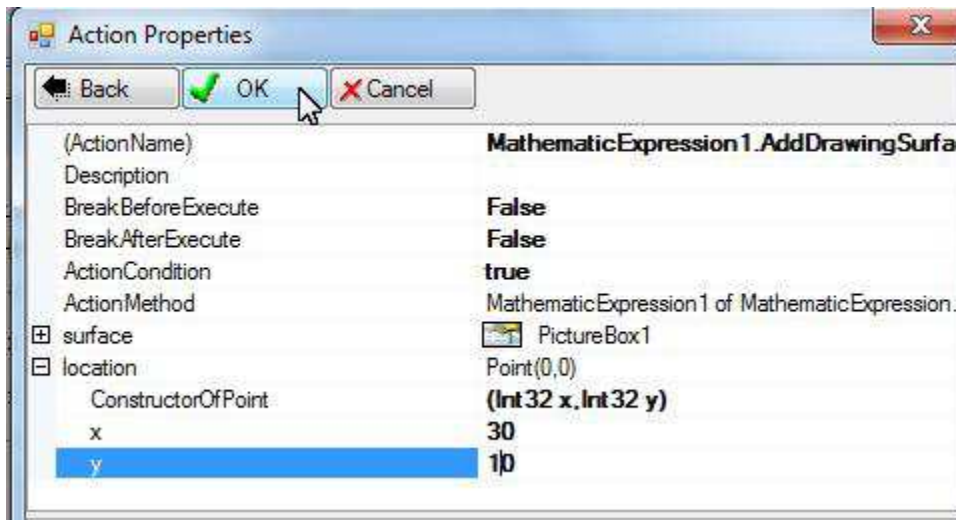 Action Properties
Back OK Cancel
(ActionName) MathematicExpression1.AddDrawingSurfa
Description
BreakBeforeExecute False
BreakAfterExecute False
ActionCondition true
ActionMethod MathematicExpression1 of MathematicExpression.
surface PictureBox1
location Point(0,0)
ConstructorOfPoint (Int32 x,Int32 y)
x 30
y 10